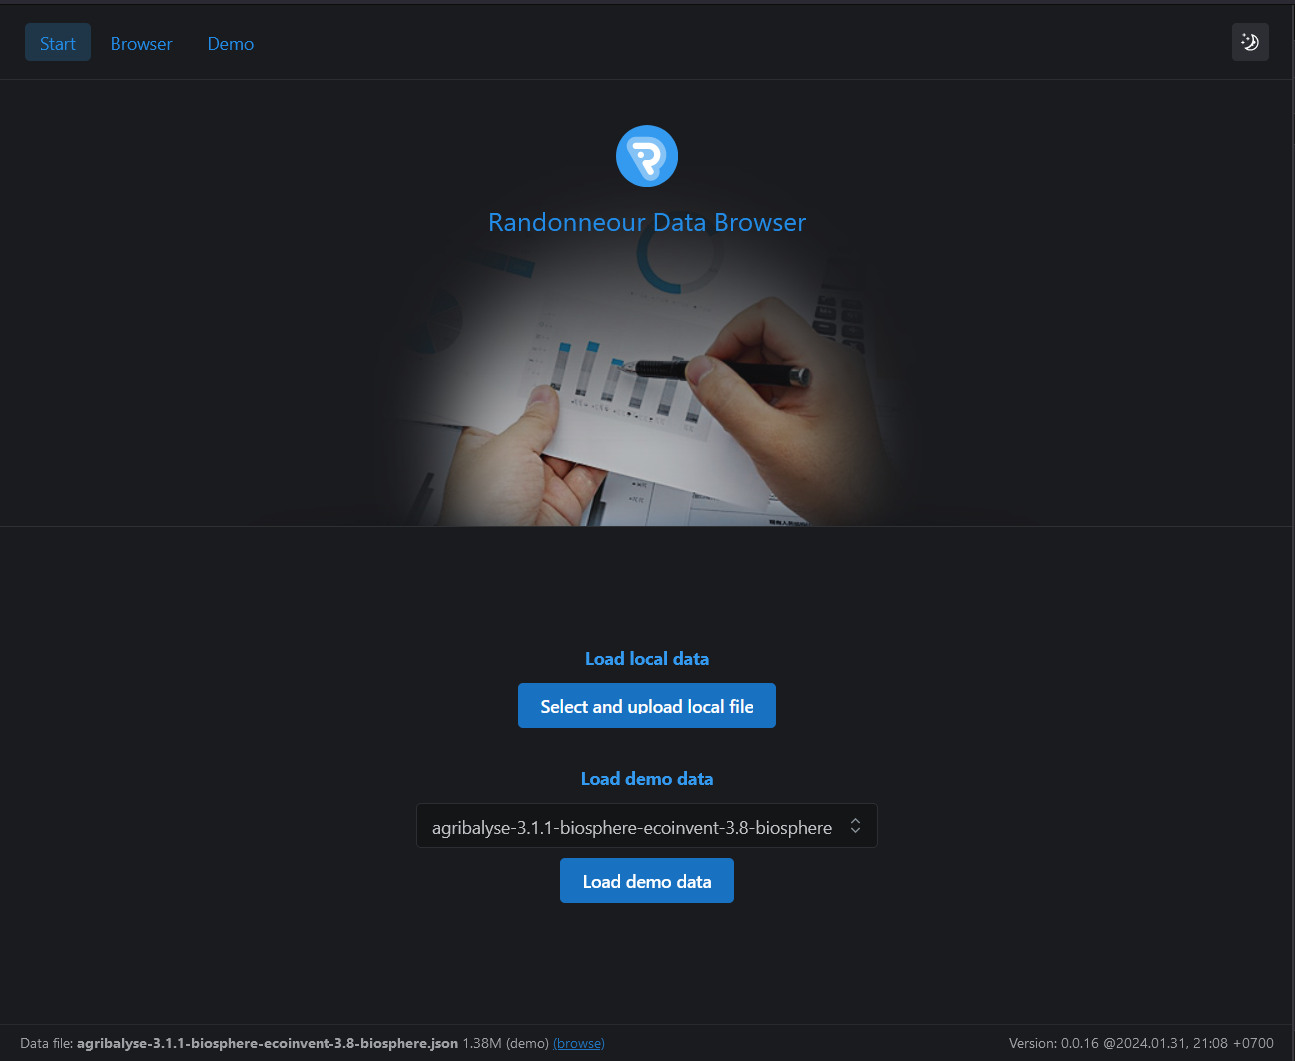 Start Browser Demo
Randonneour Data Browser
Load local data
Select and upload local file
Load demo data
agribalyse-3.1.1-biosphere-ecoinvent-3.8-biosphere
Load demo data
Data file: agribalyse-3.1.1-biosphere-ecoinvent-3.8-biosphere.json 1.38M (demo) (browse)
Version: 0.0.16 @2024.01.31, 21:08 +0700